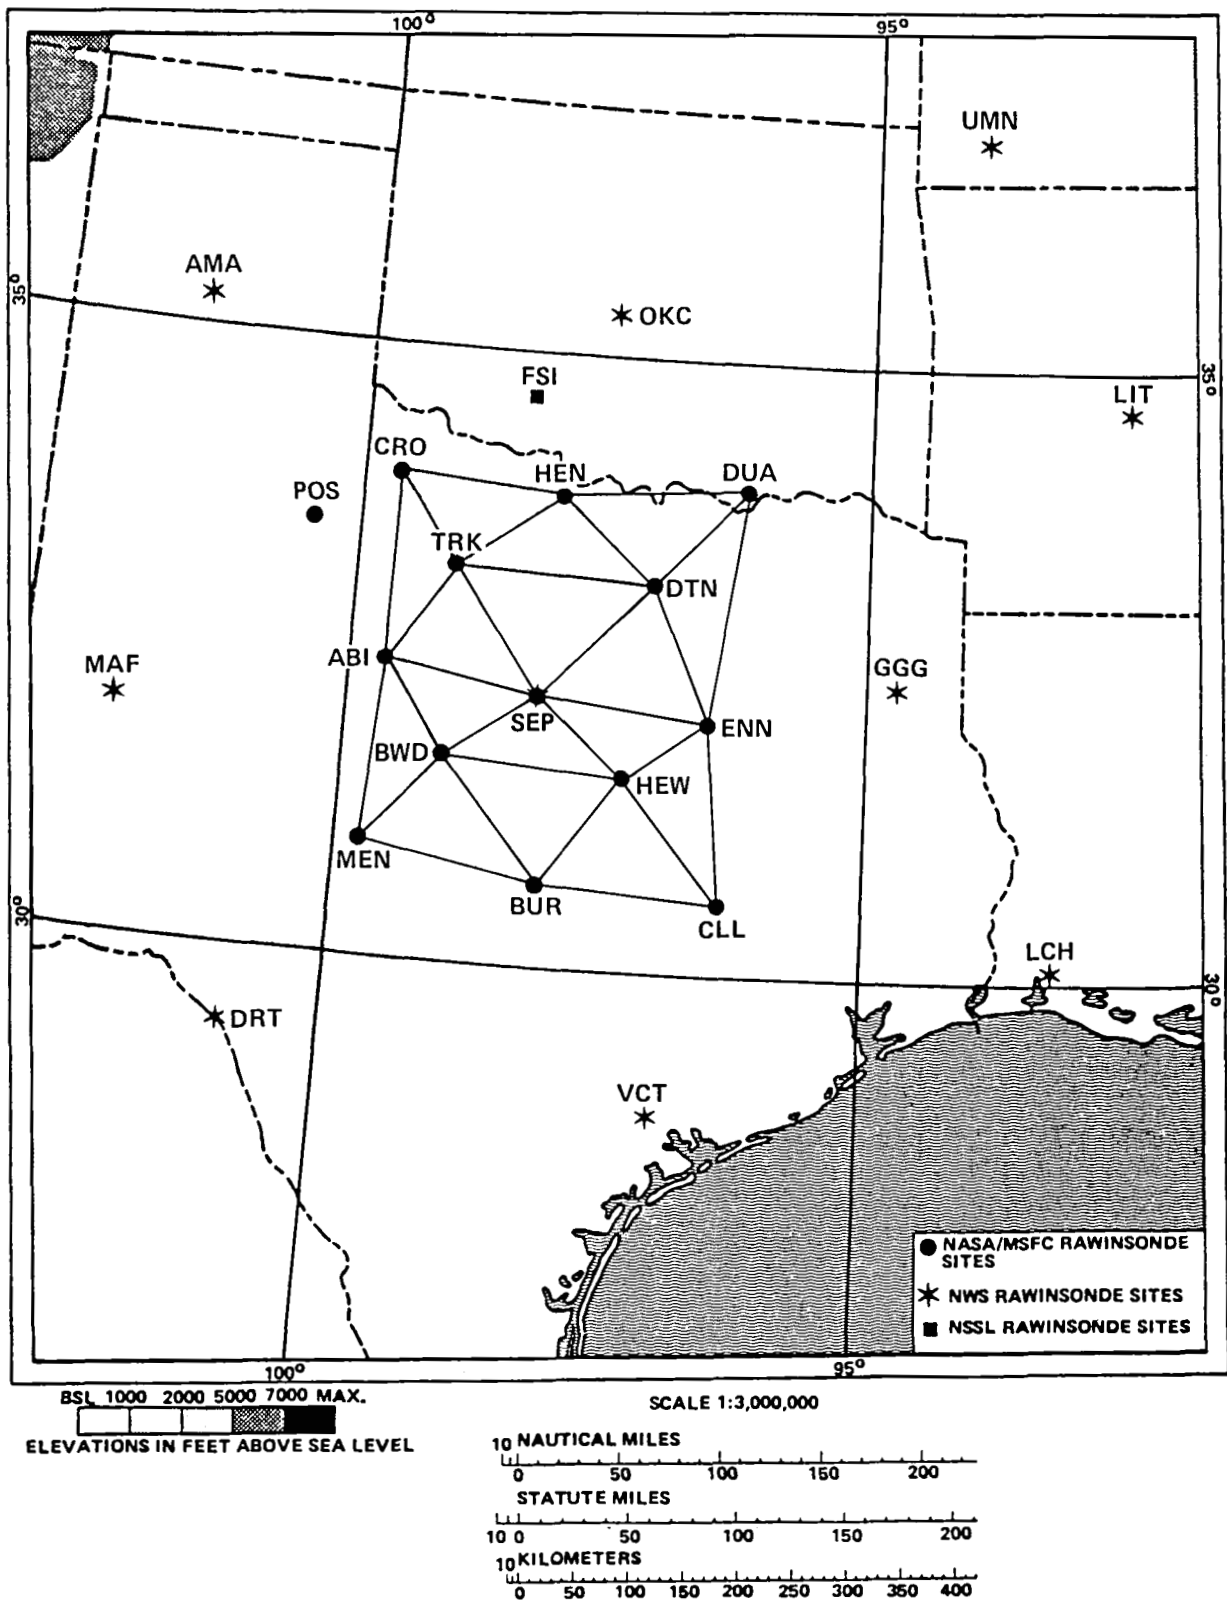 100° 95°
UMN
AMA
35°
OKC
FSI
35°
LIT
CRO
HEN DUA
POS
TRK
DTN
ABI
MAF
GGG
SEP
ENN
BWD
HEW
MEN
BUR
CLL
30°
LCH
30°
DRT
VCT
NASA/MSFC RAWINSONDE
SITES
NWS RAWINSONDE SITES
NSSL RAWINSONDE SITES
100° 95°
BSL 1000 2000 5000 7000 MAX.
ELEVATIONS IN FEET ABOVE SEA LEVEL
SCALE 1:3,000,000
10 NAUTICAL MILES
0 50 100 150 200
STATUTE MILES
10 0 50 100 150 200
10 KILOMETERS
0 50 100 150 200 250 300 350 400